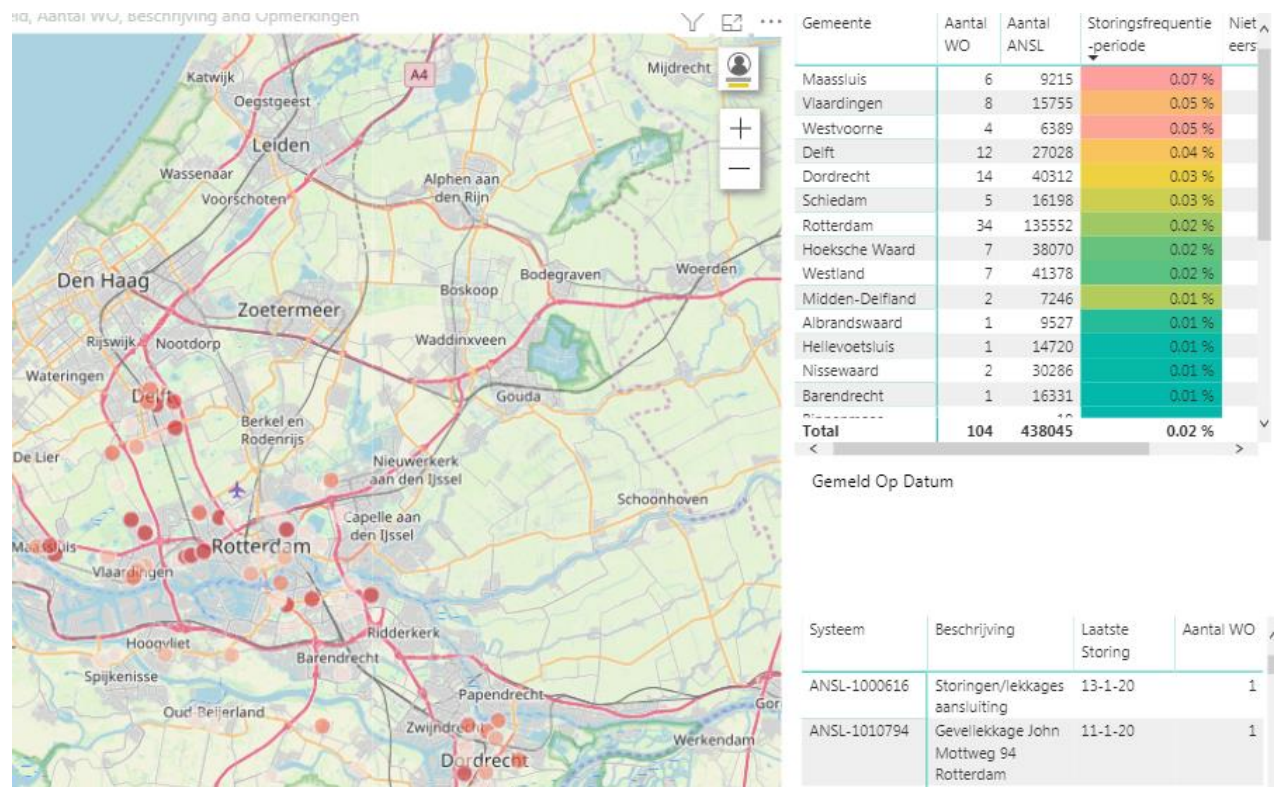 eld, Aantal WO, Beschrijving and Opmerkingen
Katwijk
A4
Mijdrecht
Oegstgeest
Leiden
Wassenaar
Voorschoten
Alphen aan
den Rijn
Den Haag
Bodegraven
Woerden
Boskoop
Zoetermeer
Rijswijk
Nootdorp
Waddinxveen
Wateringen
Delft
Gouda
Berkel en
Rodenrijs
De Lier
Nieuwerkerk
aan den IJssel
Schoonhoven
Capelle aan
den IJssel
Maassluis
Rotterdam
Vlaardingen
Hoogvliet
Ridderkerk
Barendrecht
Spijkenisse
Papendrecht
Gor
Oud-Beijerland
Zwijndrecht
Werkendam
Dordrecht
Gemeente Aantal WO Aantal ANSL Storingsfrequentie -periode Niet eers
Maassluis 6 9215 0.07 %
Vlaardingen 8 15755 0.05 %
Westvoorne 4 6389 0.05 %
Delft 12 27028 0.04 %
Dordrecht 14 40312 0.03 %
Schiedam 5 16198 0.03 %
Rotterdam 34 135552 0.02 %
Hoeksche Waard 7 38070 0.02 %
Westland 7 41378 0.02 %
Midden-Delfland 2 7246 0.01 %
Albrandswaard 1 9527 0.01 %
Hellevoetsluis 1 14720 0.01 %
Nissewaard 2 30286 0.01 %
Barendrecht 1 16331 0.01 %
Total 104 438045 0.02 %
Gemeld Op Datum
Systeem Beschrijving Laatste Storing Aantal WO
ANSL-1000616 Storingen/lekkages 13-1-20 1
aansluiting
ANSL-1010794 Gevellekkage John 11-1-20 1
Mottweg 94
Rotterdam